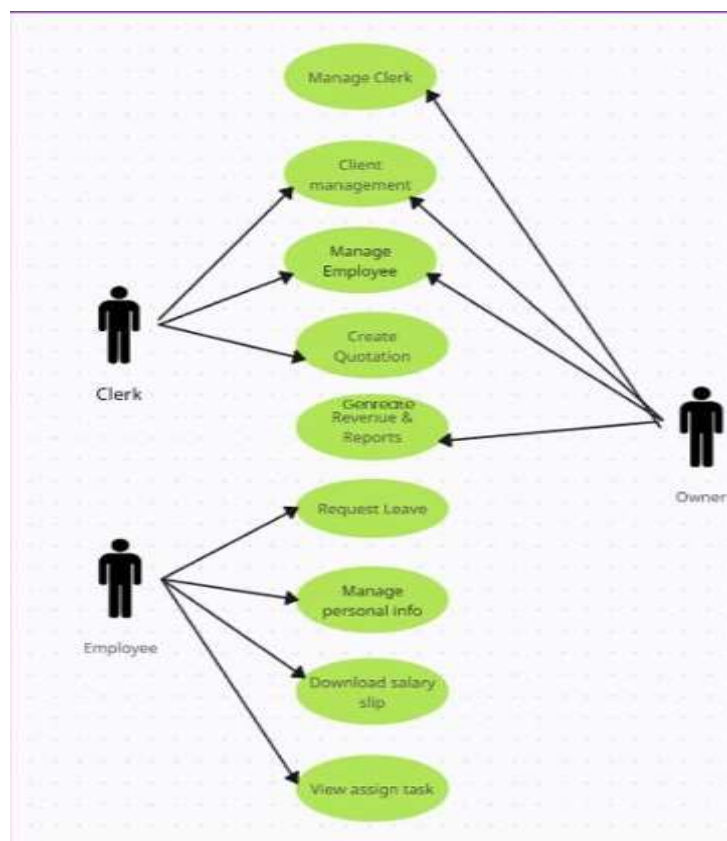 Manage Clerk
Client
management
Manage
Employee
Clerk
Create
Quotation
Genreate
Revenue &
Reports
Owner
Request Leave
Employee
Manage
personal info
Download salary
slip
View assign task